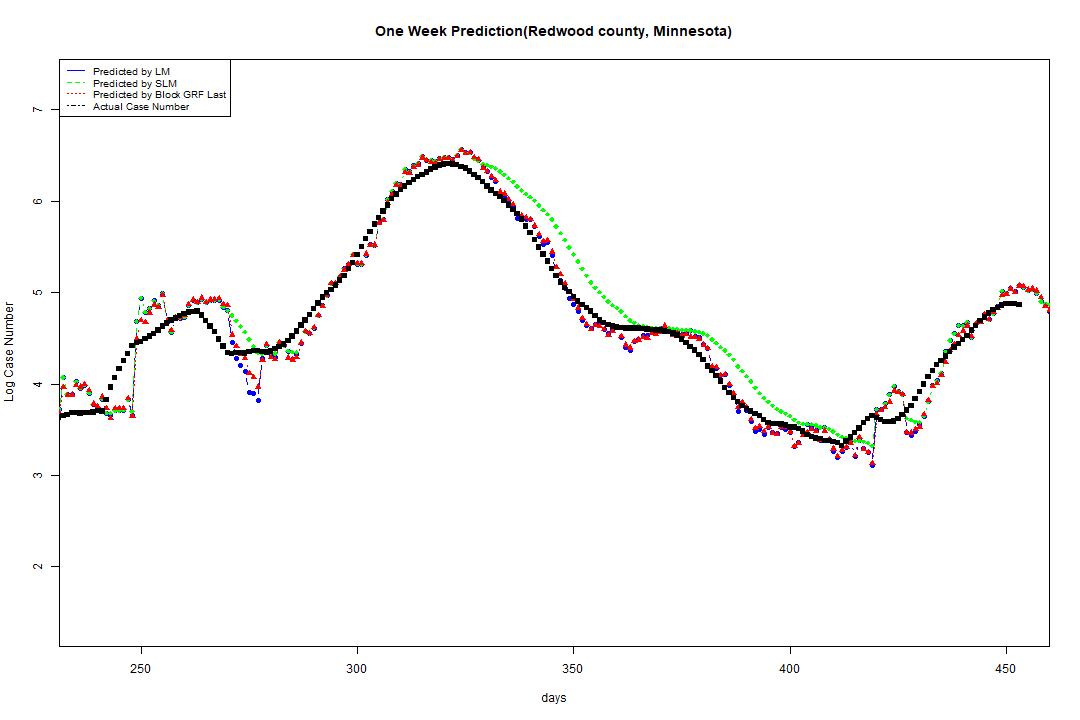 One Week Prediction(Redwood county, Minnesota)
Predicted by LM
Predicted by SLM
Predicted by Block GRF Last
Actual Case Number
Log Case Number
7
6
5
4
3
2
250 300 350 400 450
days